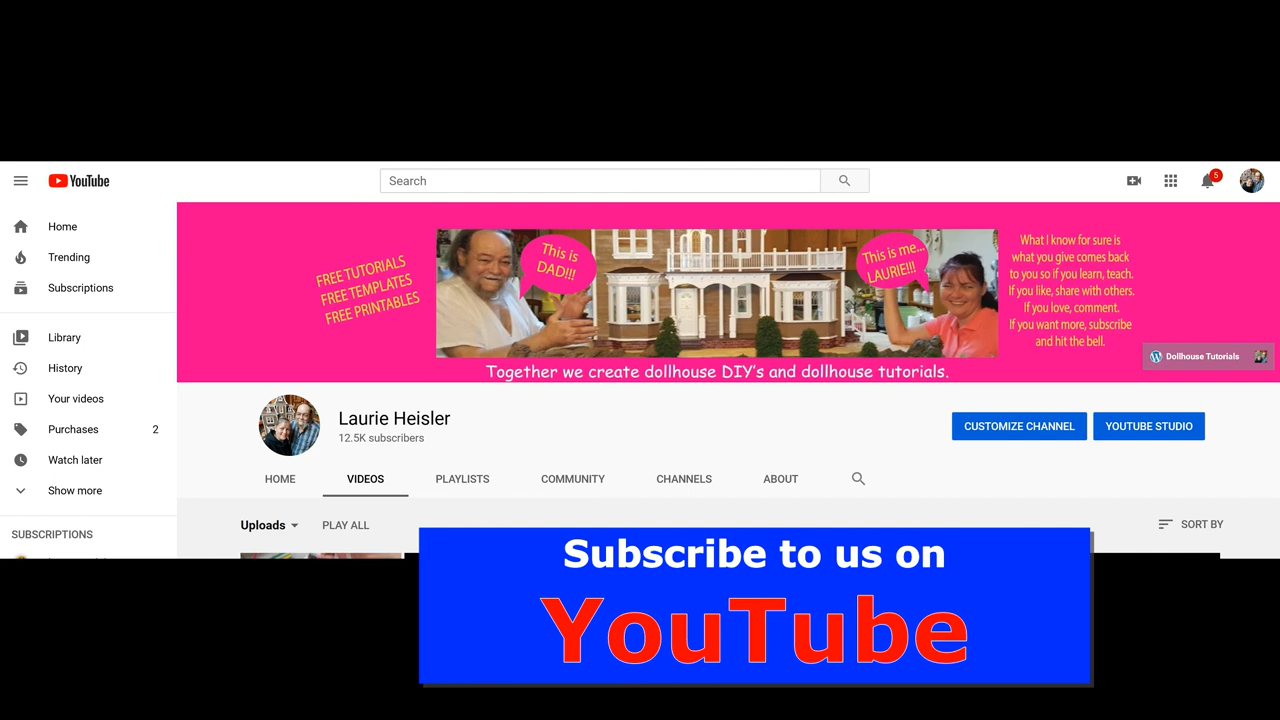 YouTube
Search
5
Home
Trending
Subscriptions
Library
History
Your videos
Purchases 2
Watch later
Show more
SUBSCRIPTIONS
FREE TUTORIALS
FREE TEMPLATES
FREE PRINTABLES
This is
DAD!!!
This is me...
LAURIE!!!
What I know for sure is
what you give comes back
to you so if you learn, teach.
If you like, share with others.
If you love, comment.
If you want more, subscribe
and hit the bell.
Dollhouse Tutorials
Together we create dollhouse DIY's and dollhouse tutorials.
Laurie Heisler
12.5K subscribers
CUSTOMIZE CHANNEL
YOUTUBE STUDIO
HOME VIDEOS PLAYLISTS COMMUNITY CHANNELS ABOUT
Uploads PLAY ALL SORT BY
Subscribe to us on
YouTube